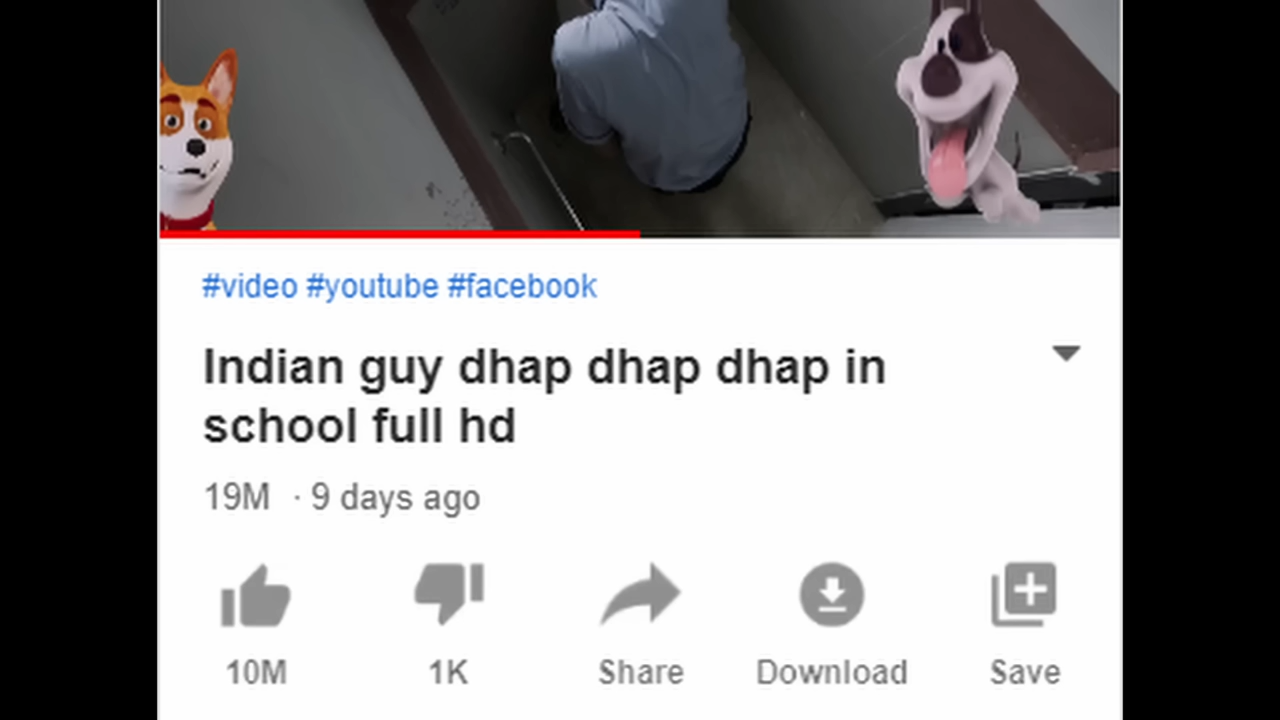 #video #youtube #facebook
Indian guy dhap dhap dhap in
school full hd
19M · 9 days ago
10M 1K Share Download Save